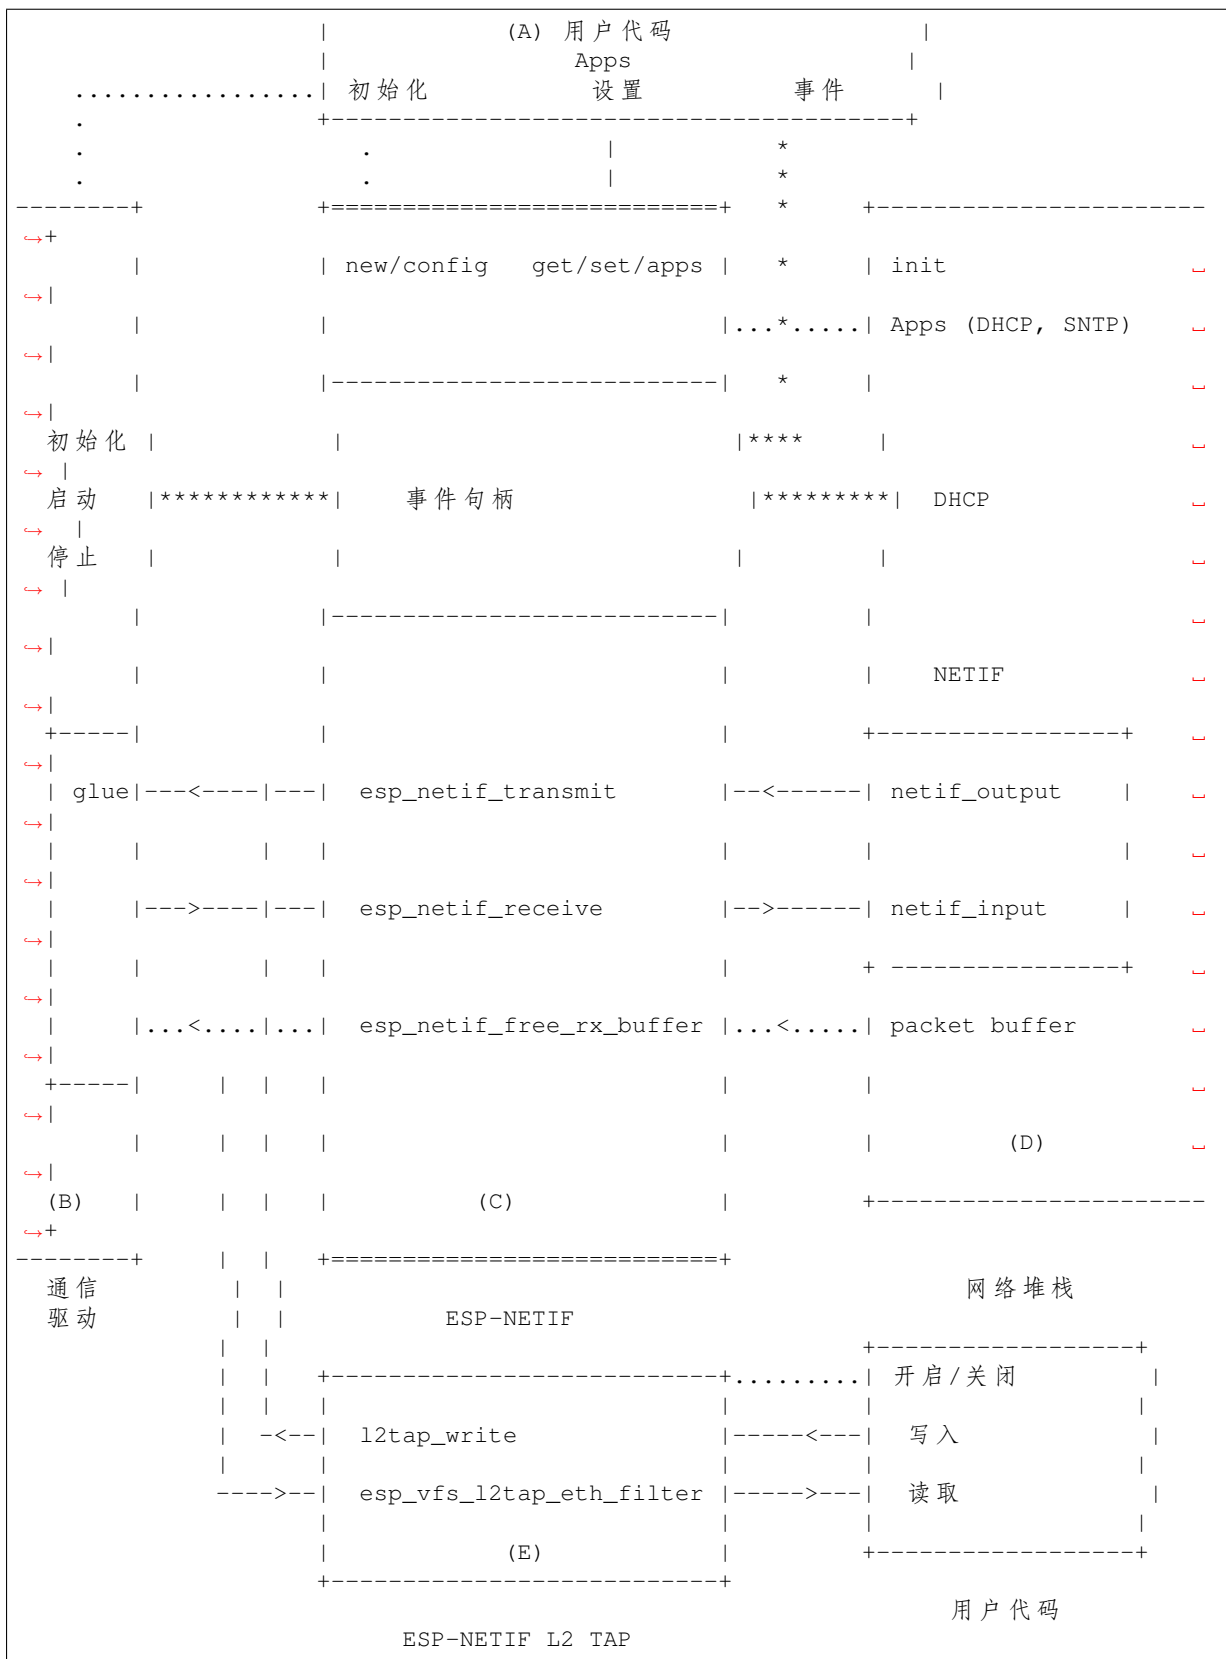 | (A) 用户代码 |
| Apps |
.................| 初始化 设置 事件 |
. +----------------------------------------+
. . | *
. . | *
--------+ +===========================+ * +-----------------------
↪+
| | new/config get/set/apps | * | init ␣
↪|
| | |...*.....| Apps (DHCP, SNTP) ␣
↪|
| |---------------------------| * | ␣
↪|
初始化 | | |**** | ␣
↪ |
启动 |************| 事件句柄 |*********| DHCP ␣
↪ |
停止 | | | | ␣
↪ |
| |---------------------------| | ␣
↪|
| | | | NETIF ␣
↪|
+-----| | | +-----------------+ ␣
↪|
| glue|---<----|---| esp_netif_transmit |--<------| netif_output | ␣
↪|
| | | | | | | ␣
↪|
| |--->----|---| esp_netif_receive |-->------| netif_input | ␣
↪|
| | | | | + ----------------+ ␣
↪|
| |...<....|...| esp_netif_free_rx_buffer |...<.....| packet buffer ␣
↪|
+-----| | | | | | ␣
↪|
| | | | | | (D) ␣
↪|
(B) | | | | (C) | +-----------------------
↪+
--------+ | | +===========================+
通信 | | 网络堆栈
驱动 | | ESP-NETIF
| | +------------------+
| | +---------------------------+.........| 开启/关闭 |
| | | | | |
| -<--| l2tap_write |-----<---| 写入 |
| | | | |
---->--| esp_vfs_l2tap_eth_filter |----->---| 读取 |
| | | |
| (E) | +------------------+
+---------------------------+
用户代码
ESP-NETIF L2 TAP